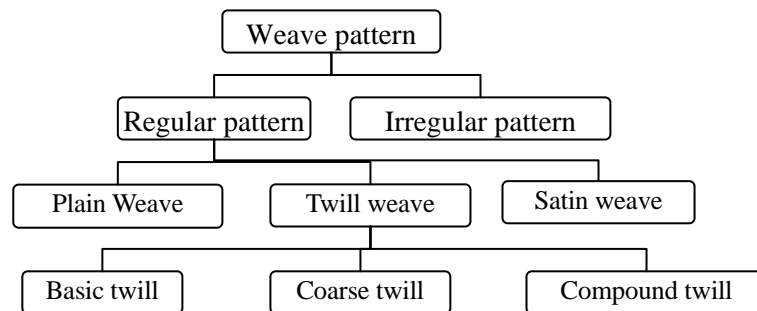 Weave pattern
Regular pattern
Irregular pattern
Plain Weave
Twill weave
Satin weave
Basic twill
Coarse twill
Compound twill